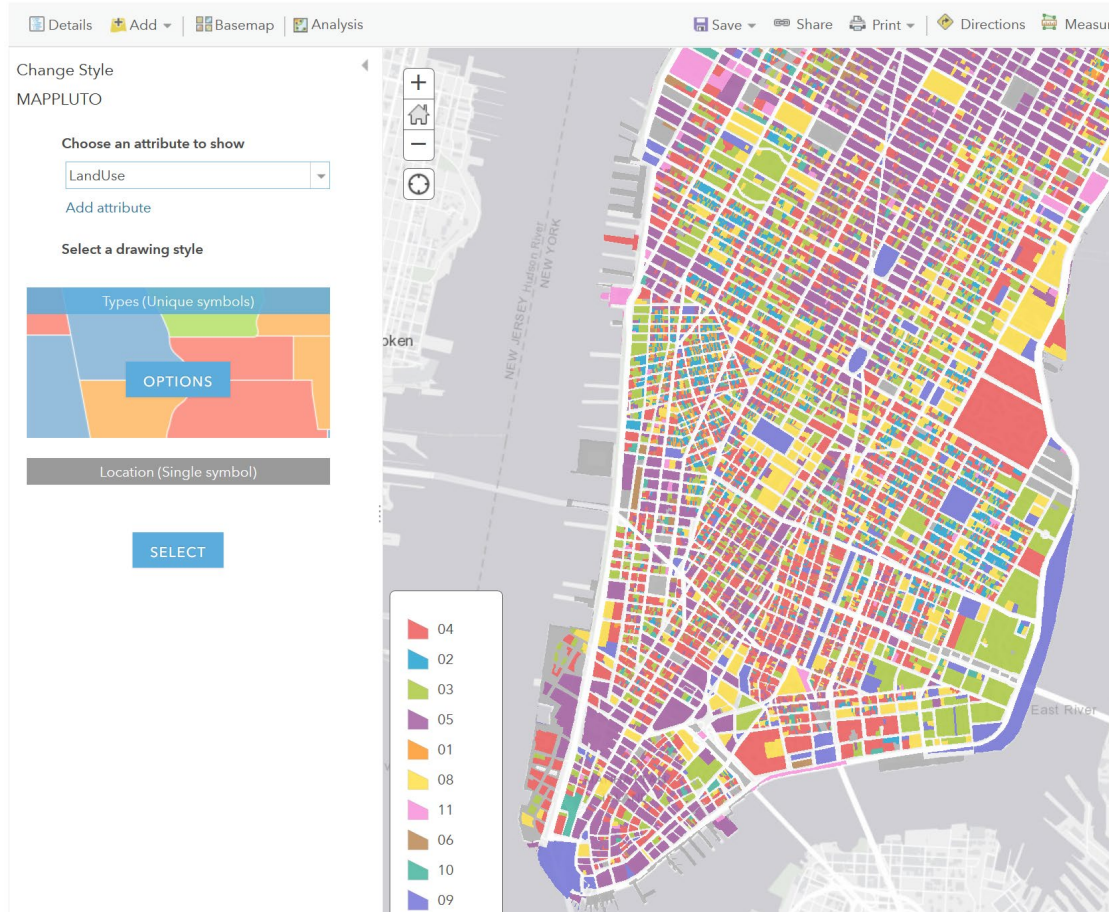 Details Add Basemap Analysis Save Share Print Directions Measur
Change Style
MAPPLUTO
Choose an attribute to show
LandUse
Add attribute
Select a drawing style
Types (Unique symbols)
OPTIONS
Location (Single symbol)
SELECT
NEW JERSEY Hudson River
NEW YORK
oken
East River
04
02
03
05
01
08
11
06
10
09